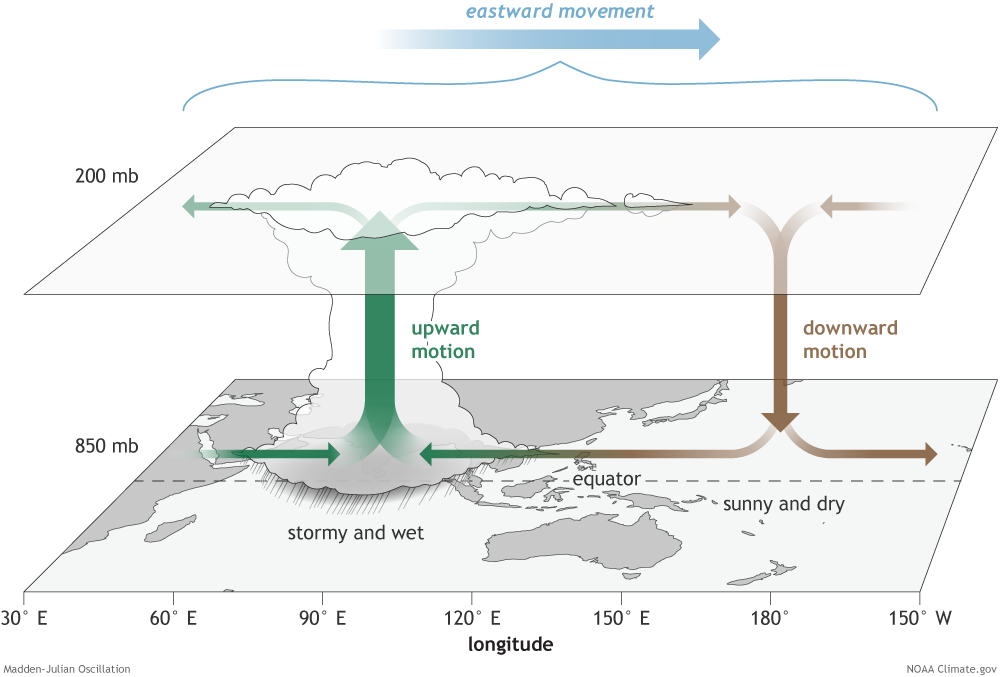 eastward movement
200 mb
upward
motion
downward
motion
850 mb
equator
sunny and dry
stormy and wet
30° E
60° E
90° E
120° E
150° E
180°
150° W
longitude
Madden-Julian Oscillation
NOAA Climate.gov